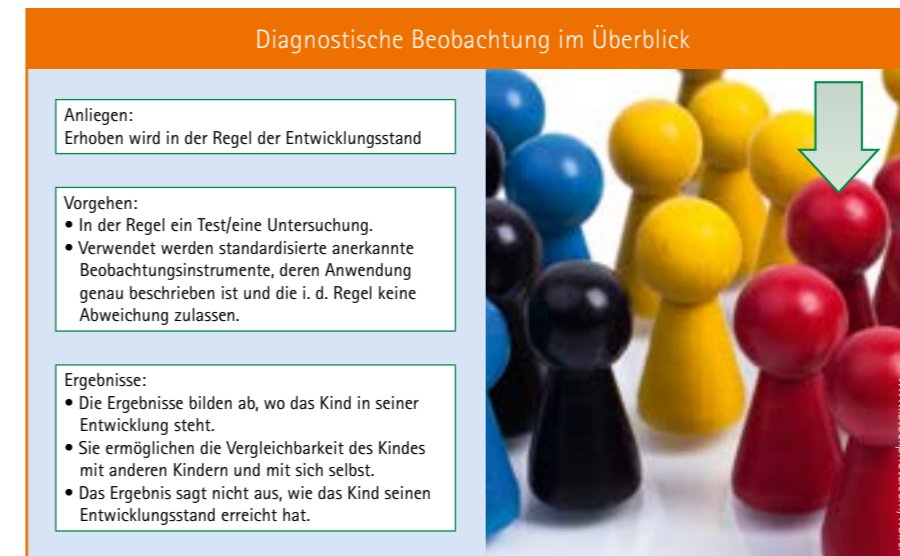 Diagnostische Beobachtung im Überblick
Anliegen:
Erhoben wird in der Regel der Entwicklungsstand
Vorgehen:
• In der Regel ein Test/eine Untersuchung.
• Verwendet werden standardisierte anerkannte
Beobachtungsinstrumente, deren Anwendung
genau beschrieben ist und die i. d. Regel keine
Abweichung zulassen.
Ergebnisse:
• Die Ergebnisse bilden ab, wo das Kind in seiner
Entwicklung steht.
• Sie ermöglichen die Vergleichbarkeit des Kindes
mit anderen Kindern und mit sich selbst.
• Das Ergebnis sagt nicht aus, wie das Kind seinen
Entwicklungsstand erreicht hat.